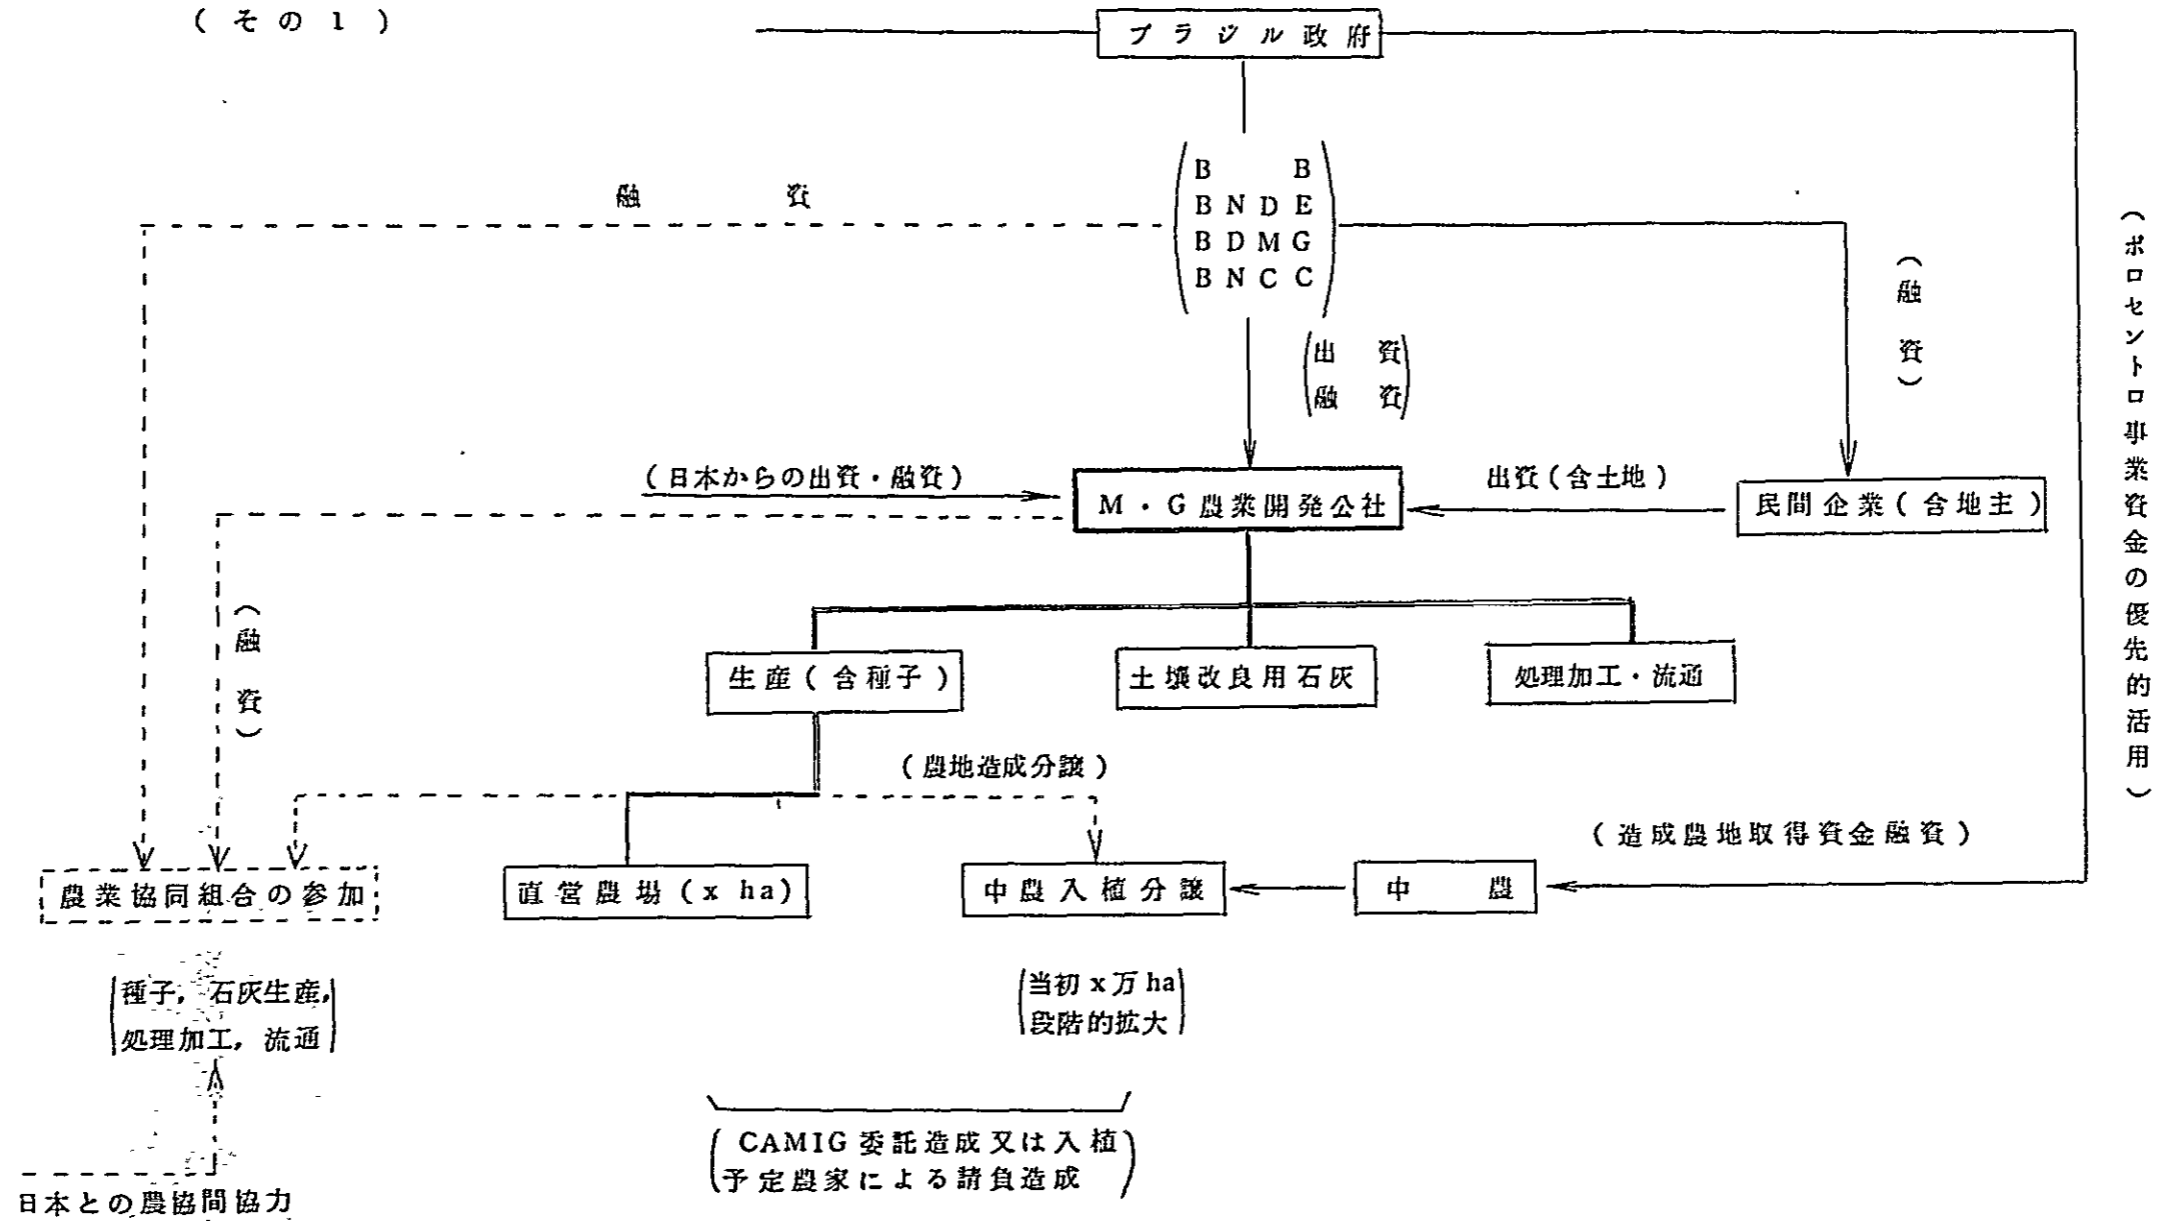 (その1)
ブラジル政府
B B
BNDE
BDMG
BNCC
融資
(融資)
(ポロセントロ事業資金の優先的活用)
(出資
融資)
(日本からの出資・融資)
M・G農業開発公社
出資(含土地)
民間企業(含地主)
(融資)
生産(含種子)
土壌改良用石灰
処理加工・流通
(農地造成分譲)
(造成農地取得資金融資)
農業協同組合の参加
直営農場(x ha)
中農入植分譲
中農
(種子,石灰生産,
処理加工,流通)
(当初x万ha
段階的拡大)
(CAMIG委託造成又は入植
予定農家による請負造成)
日本との農協間協力